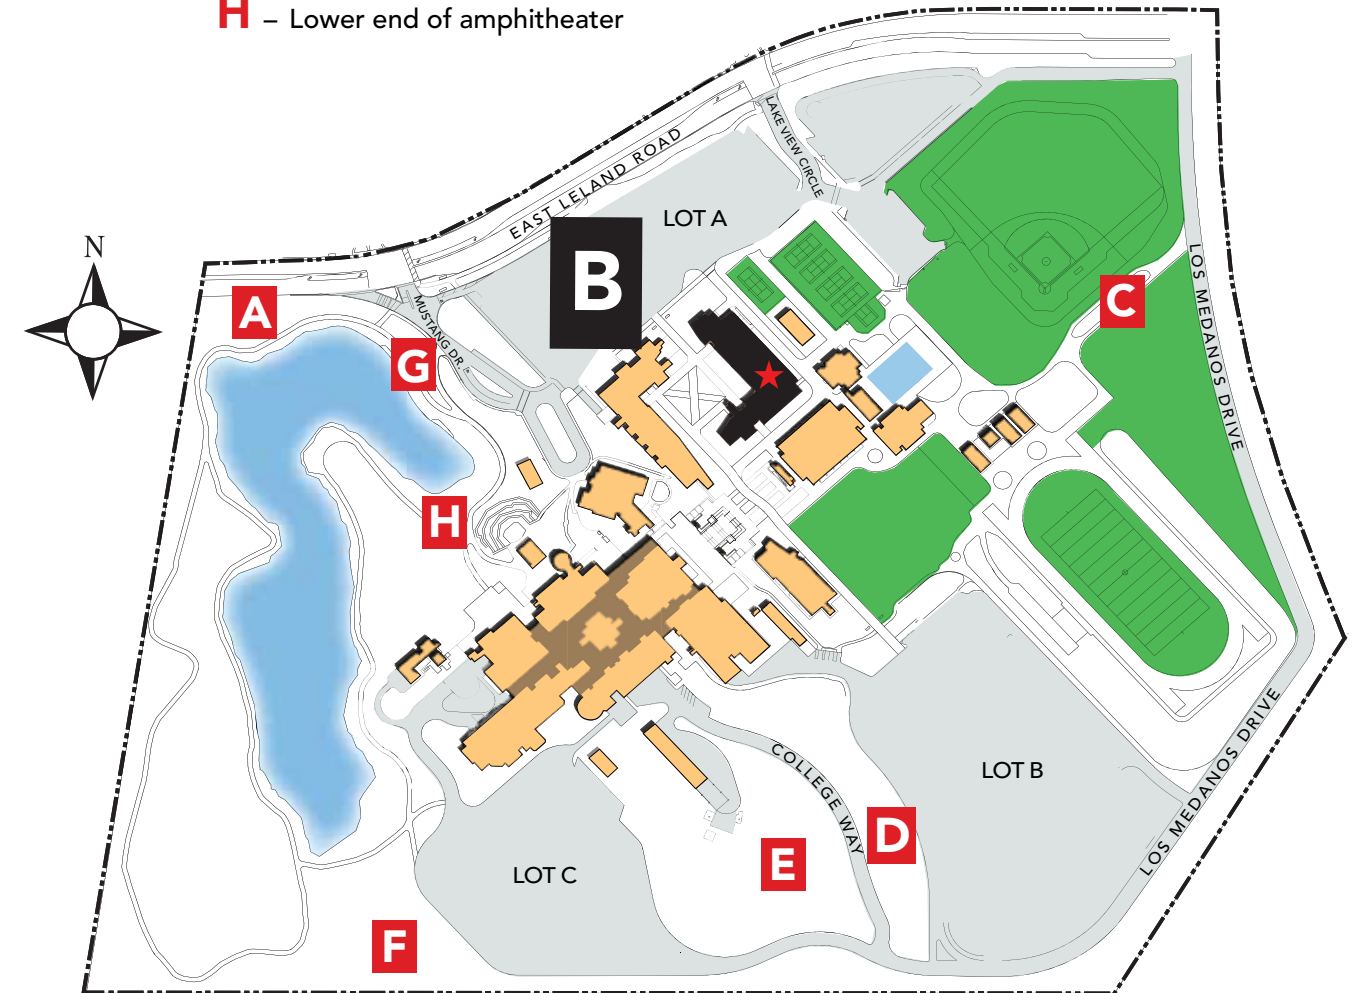 H – Lower end of amphitheater
LAKE VIEW CIRCLE
EAST LELAND ROAD
LOT A
N
B
LOS MEDANOS DRIVE
A
MUSTANG DR.
C
G
H
COLLEGE WAY
LOT B
LOS MEDANOS DRIVE
D
E
LOT C
F